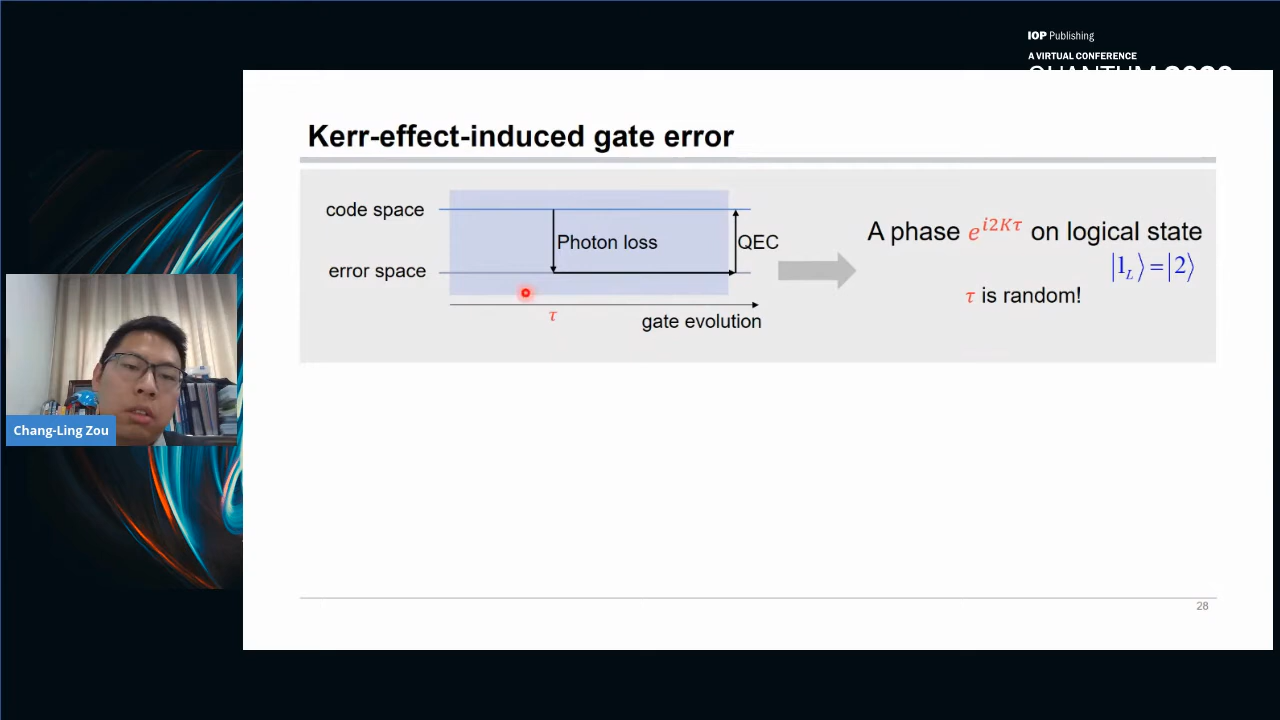 IOP Publishing
A VIRTUAL CONFERENCE
Kerr-effect-induced gate error
code space
Photon loss
QEC
error space
τ
gate evolution
A phase e^{i2Kτ} on logical state
|1_L⟩=|2⟩
τ is random!
Chang-Ling Zou
28